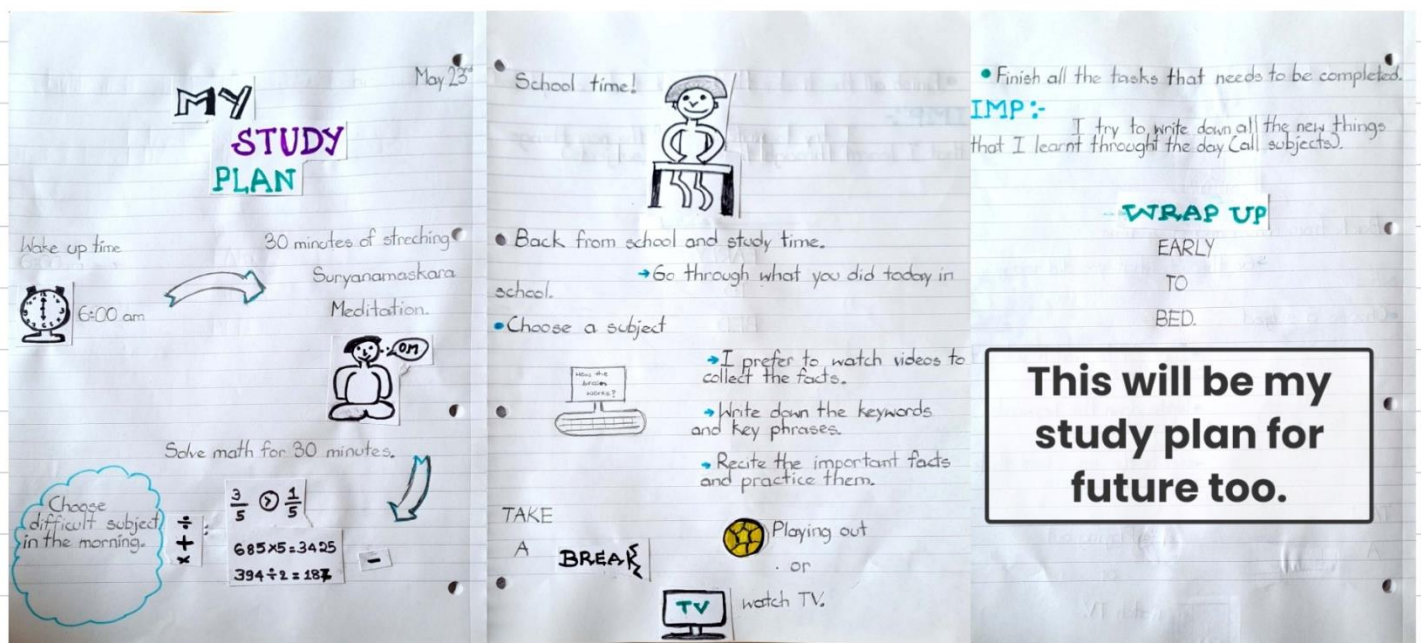 May 23rd
MY
STUDY
PLAN
Wake up time
6:00 am
30 minutes of streching
Suryanamaskara
Meditation.
OM
Solve math for 30 minutes.
Choose
difficult subject
in the morning.
÷
+
×
3/5 > 1/5
685×5=3425
394÷2=187
-
School time!
• Back from school and study time.
→Go through what you did today in
school.
• Choose a subject
How the
brain
works?
→I prefer to watch videos to
collect the facts.
→Write down the keywords
and key phrases.
→Recite the important facts
and practice them.
TAKE
A BREAK
Playing out
. or
TV
watch TV.
• Finish all the tasks that needs to be completed.
IMP:-
I try to write down all the new things
that I learnt throught the day (all subjects).
WRAP UP
EARLY
TO
BED.
This will be my
study plan for
future too.